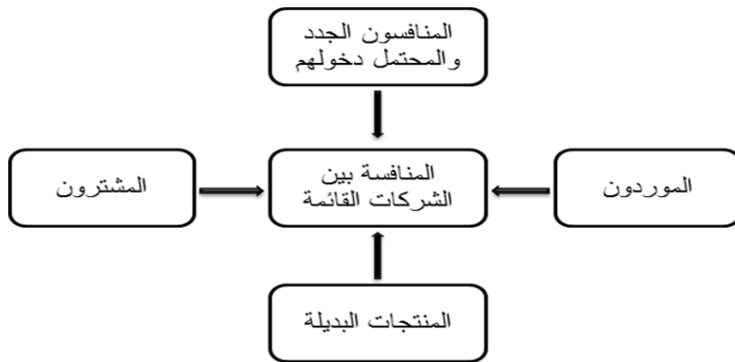 المنافسون الجدد
والمحتمل دخولهم
الموردون
المنافسة بين
الشركات القائمة
المشترون
المنتجات البديلة